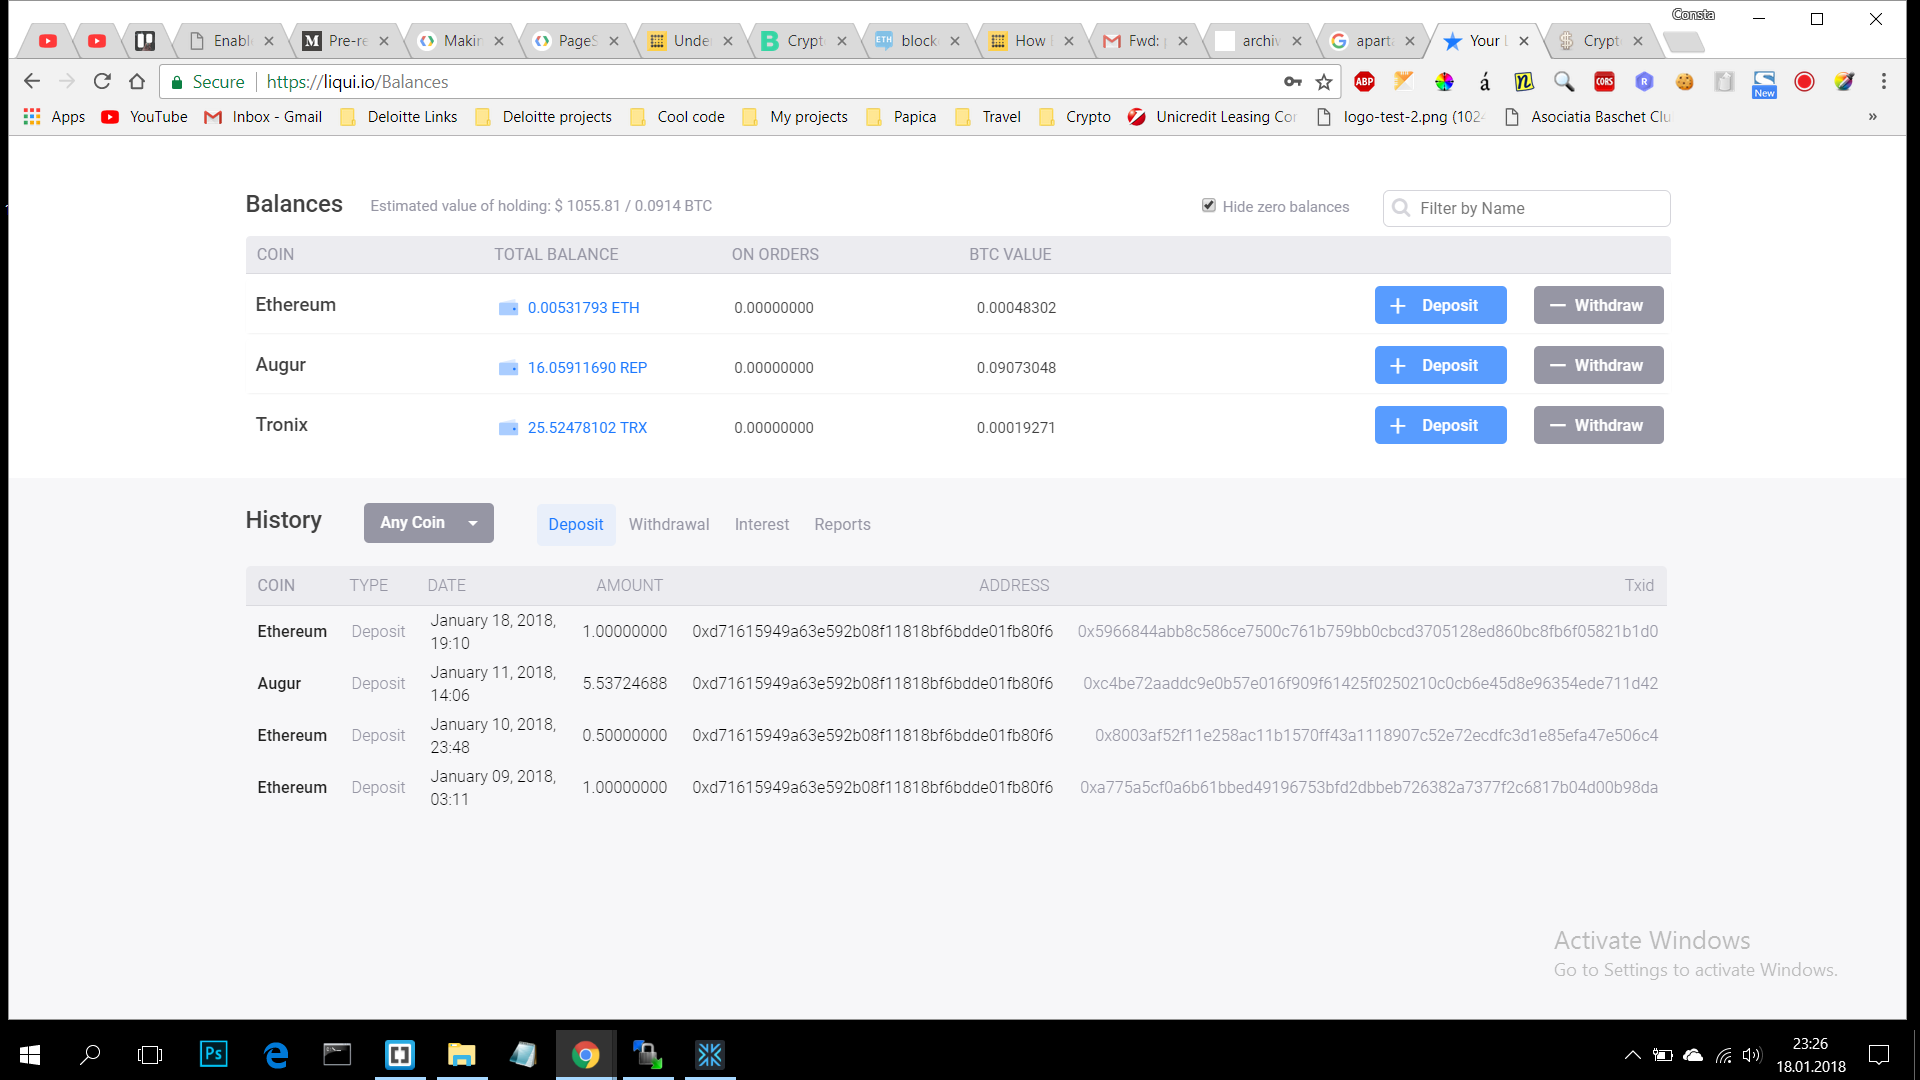 Consta
Enabl
Pre-re
Makin
PageS
Under
Crypt
block
How
Fwd:
archiv
apart
Your
Crypt
Secure https://liqui.io/Balances
ABP
á
CORS
New
Apps YouTube Inbox - Gmail Deloitte Links Deloitte projects Cool code My projects Papica Travel Crypto Unicredit Leasing Cor logo-test-2.png (1024 Asociatia Baschet Clu »
Balances Estimated value of holding: $ 1055.81 / 0.0914 BTC Hide zero balances Filter by Name
COIN TOTAL BALANCE ON ORDERS BTC VALUE
Ethereum 0.00531793 ETH 0.00000000 0.00048302 + Deposit — Withdraw
Augur 16.05911690 REP 0.00000000 0.09073048 + Deposit — Withdraw
Tronix 25.52478102 TRX 0.00000000 0.00019271 + Deposit — Withdraw
History Any Coin Deposit Withdrawal Interest Reports
COIN TYPE DATE AMOUNT ADDRESS Txid
Ethereum Deposit January 18, 2018, 1.00000000 0xd71615949a63e592b08f11818bf6bdde01fb80f6 0x5966844abb8c586ce7500c761b759bb0cbcd3705128ed860bc8fb6f05821b1d0
19:10
Augur Deposit January 11, 2018, 5.53724688 0xd71615949a63e592b08f11818bf6bdde01fb80f6 0xc4be72aaddc9e0b57e016f909f61425f0250210c0cb6e45d8e96354ede711d42
14:06
Ethereum Deposit January 10, 2018, 0.50000000 0xd71615949a63e592b08f11818bf6bdde01fb80f6 0x8003af52f11e258ac11b1570ff43a1118907c52e72ecdfc3d1e85efa47e506c4
23:48
Ethereum Deposit January 09, 2018, 1.00000000 0xd71615949a63e592b08f11818bf6bdde01fb80f6 0xa775a5cf0a6b61bbed49196753bfd2dbbeb726382a7377f2c6817b04d00b98da
03:11
Activate Windows
Go to Settings to activate Windows.
Ps
23:26
18.01.2018